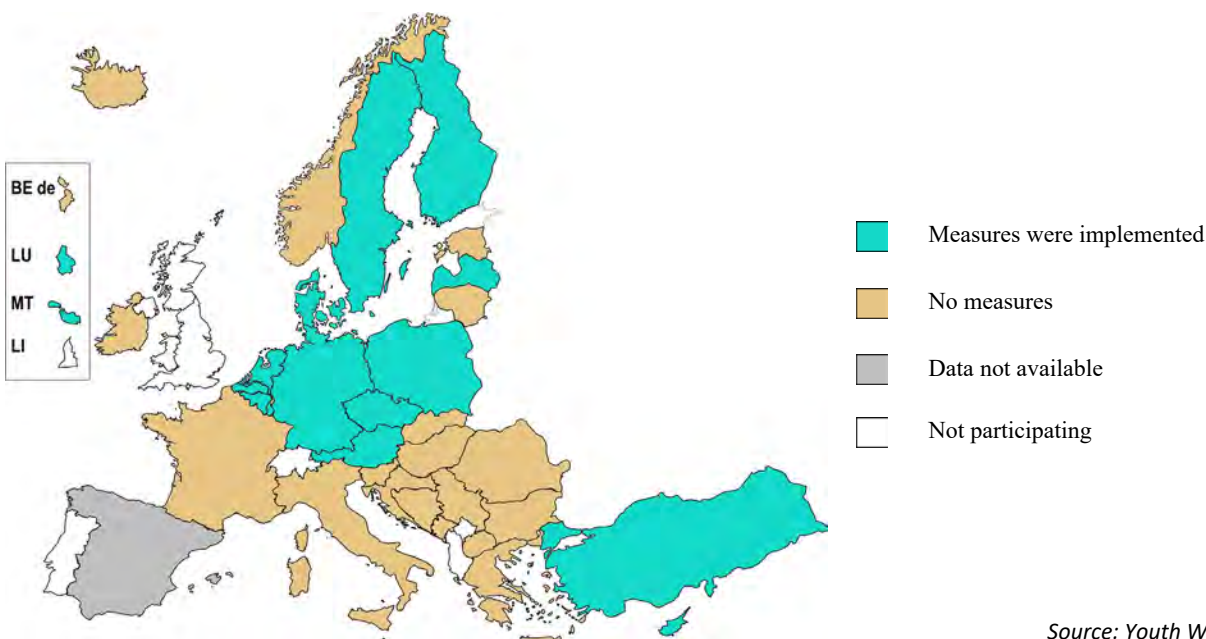 BE de
LU
MT
LI
Measures were implemented
No measures
Data not available
Not participating
Source: Youth W